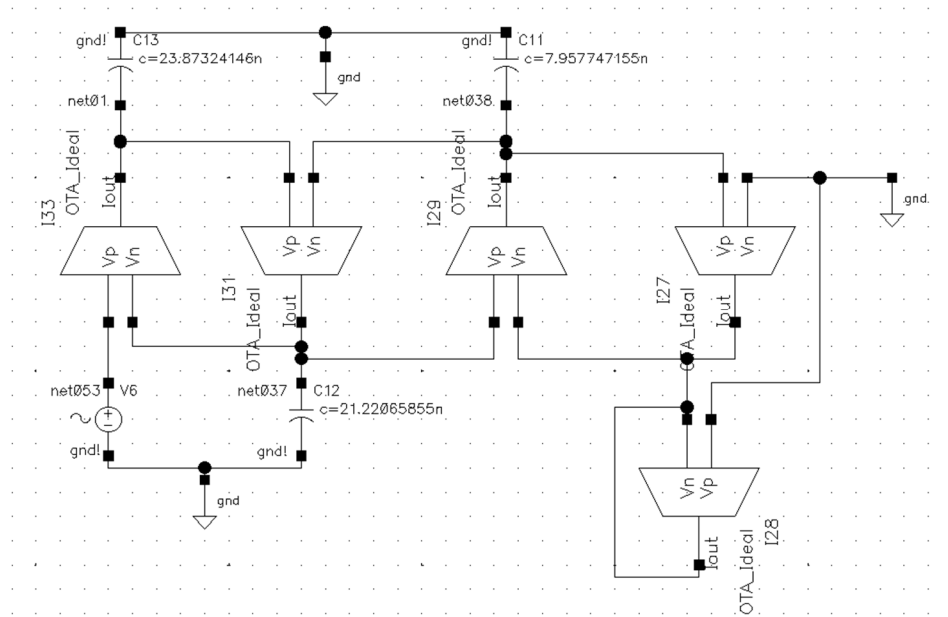 gnd! C13
c=23.87324146n
gnd
gnd! C11
c=7.957747155n
net01
net038
I33
OTA_Ideal
Iout
Vp
Vn
I31
OTA_Ideal
Iout
Vp
Vn
I29
OTA_Ideal
Iout
Vp
Vn
I27
OTA_Ideal
Iout
Vp
Vn
gnd
net053 V6
gnd!
net037 C12
c=21.22065855n
gnd!
gnd
Vn
Vp
Iout
OTA_Ideal
I28